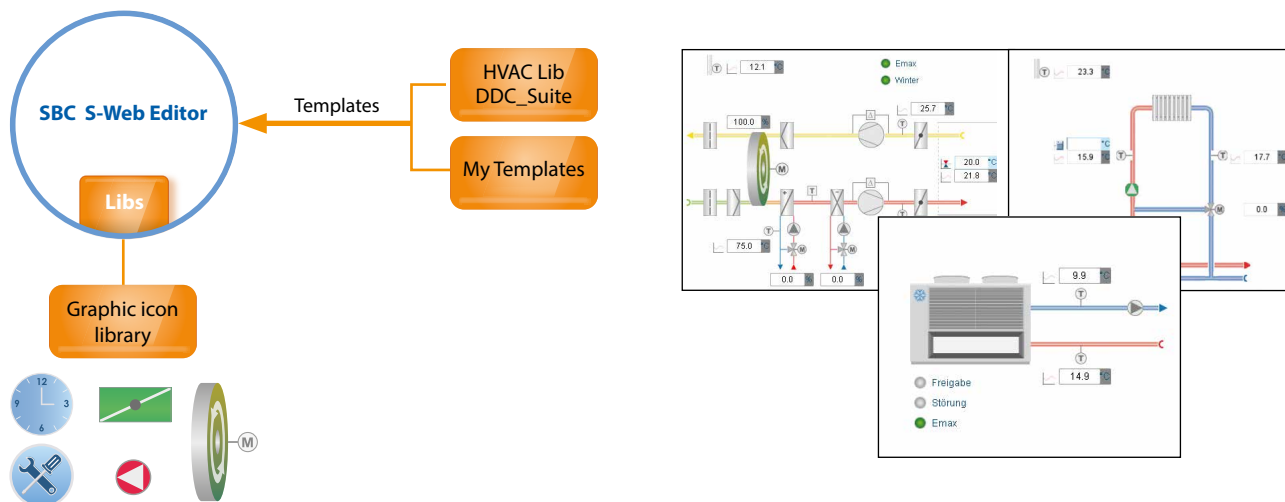 SBC S-Web Editor
Templates
HVAC Lib
DDC_Suite
My Templates
Libs
Graphic icon
library
12
9
3
6
M
T
12.1
°C
Emax
Winter
25.7
°C
T
100.0
%
M
20.0
°C
21.8
°C
T
T
T
75.0
°C
M
M
0.0
%
0.0
%
T
23.3
°C
°C
15.9
°C
T
T
17.7
°C
M
0.0
%
9.9
°C
T
T
14.9
°C
Freigabe
Störung
Emax